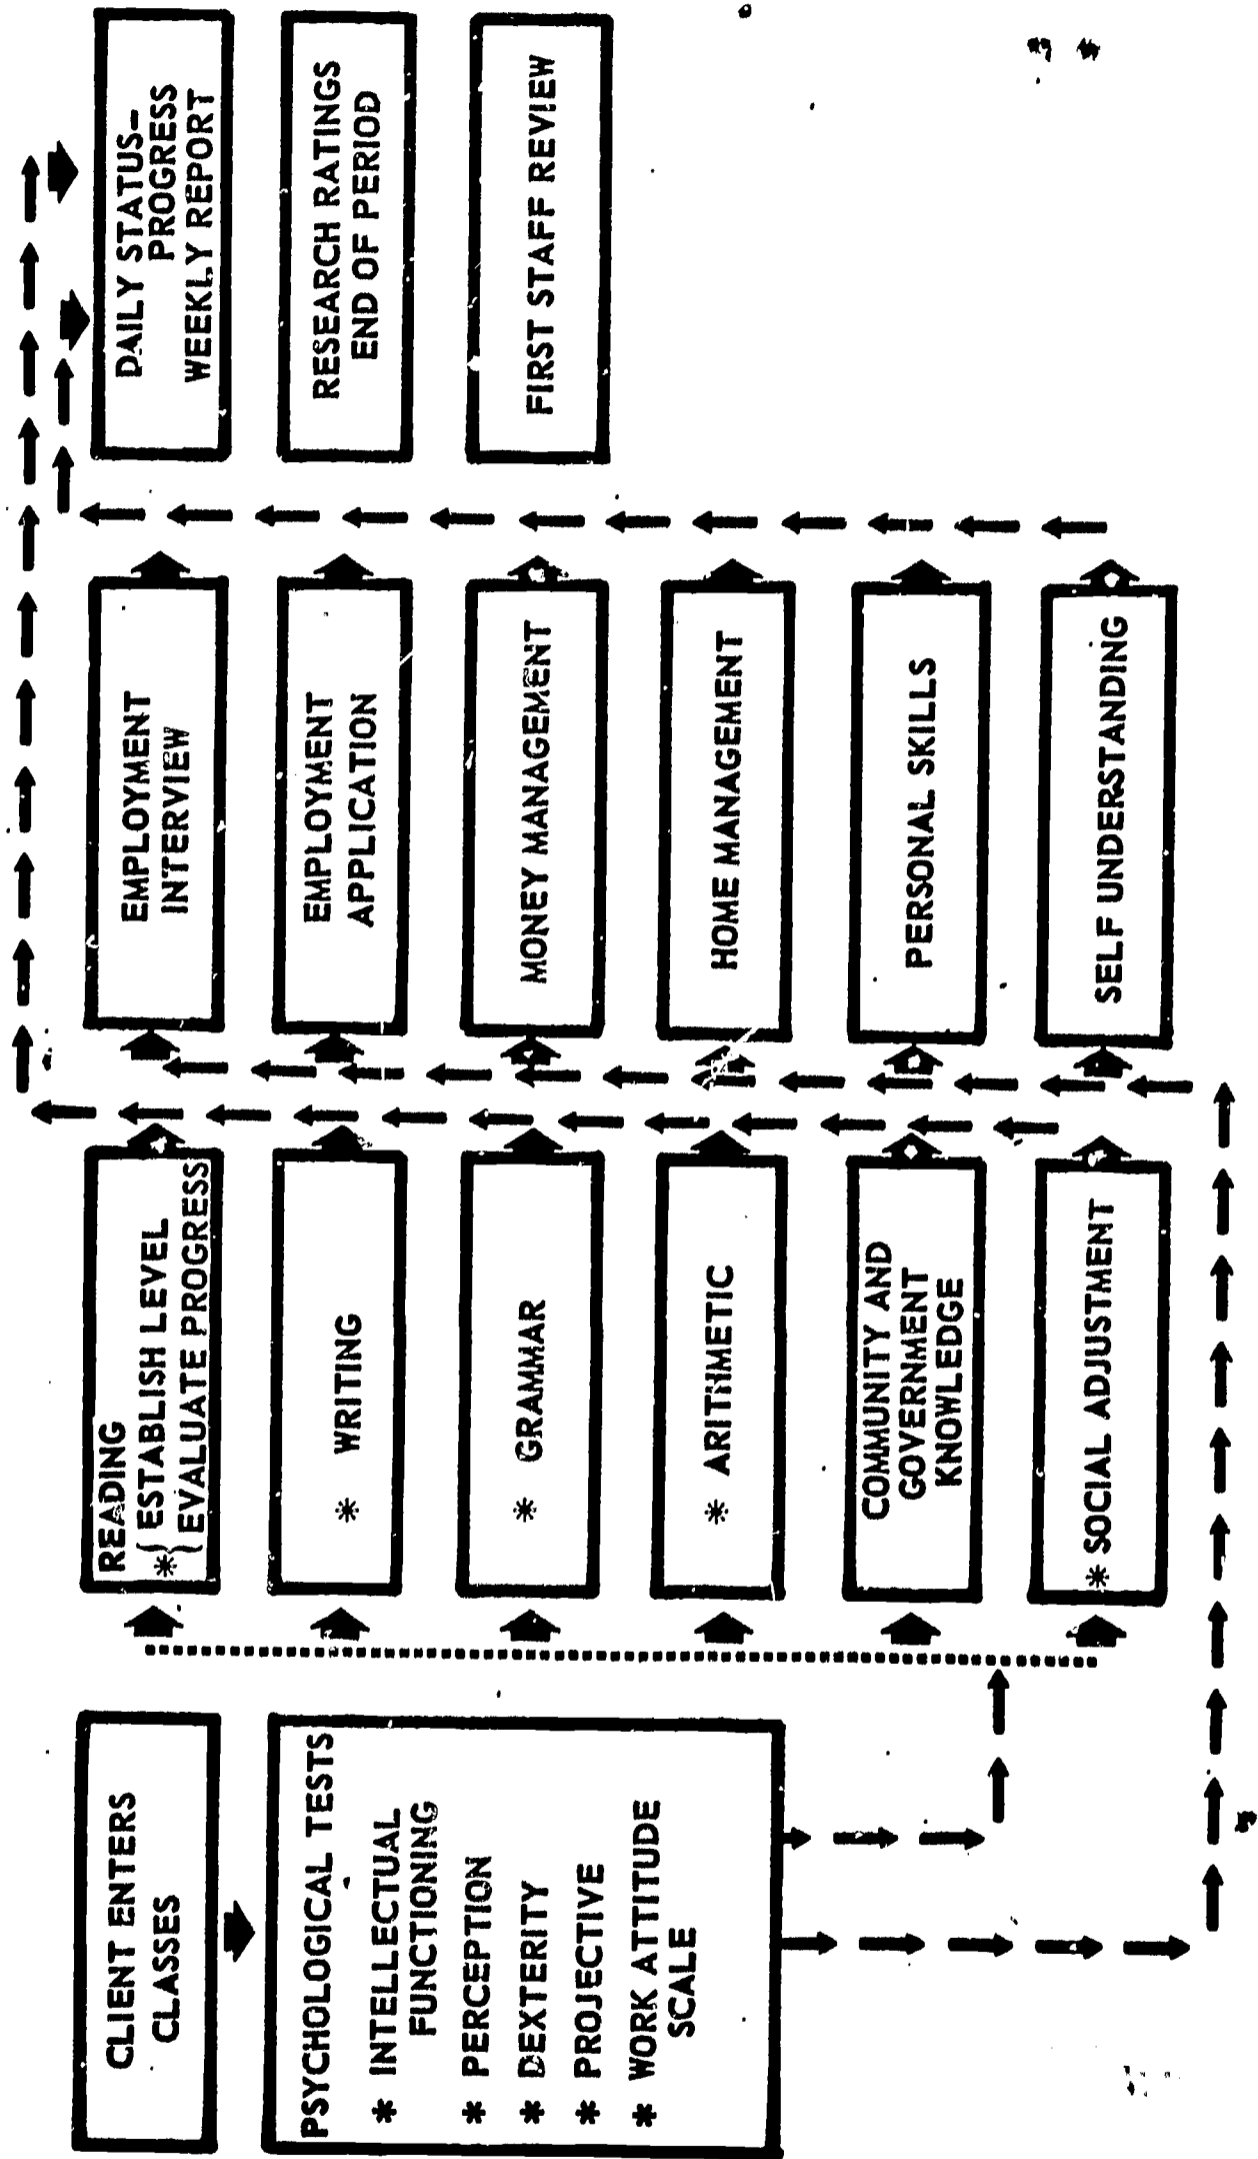 CLIENT ENTERS
CLASSES
PSYCHOLOGICAL TESTS
* INTELLECTUAL
FUNCTIONING
* PERCEPTION
* DEXTERITY
* PROJECTIVE
* WORK ATTITUDE
SCALE
READING
*{ ESTABLISH LEVEL
{ EVALUATE PROGRESS
* WRITING
* GRAMMAR
* ARITHMETIC
COMMUNITY AND
GOVERNMENT
KNOWLEDGE
* SOCIAL ADJUSTMENT
EMPLOYMENT
INTERVIEW
EMPLOYMENT
APPLICATION
MONEY MANAGEMENT
HOME MANAGEMENT
PERSONAL SKILLS
SELF UNDERSTANDING
DAILY STATUS-
PROGRESS
WEEKLY REPORT
RESEARCH RATINGS
END OF PERIOD
FIRST STAFF REVIEW